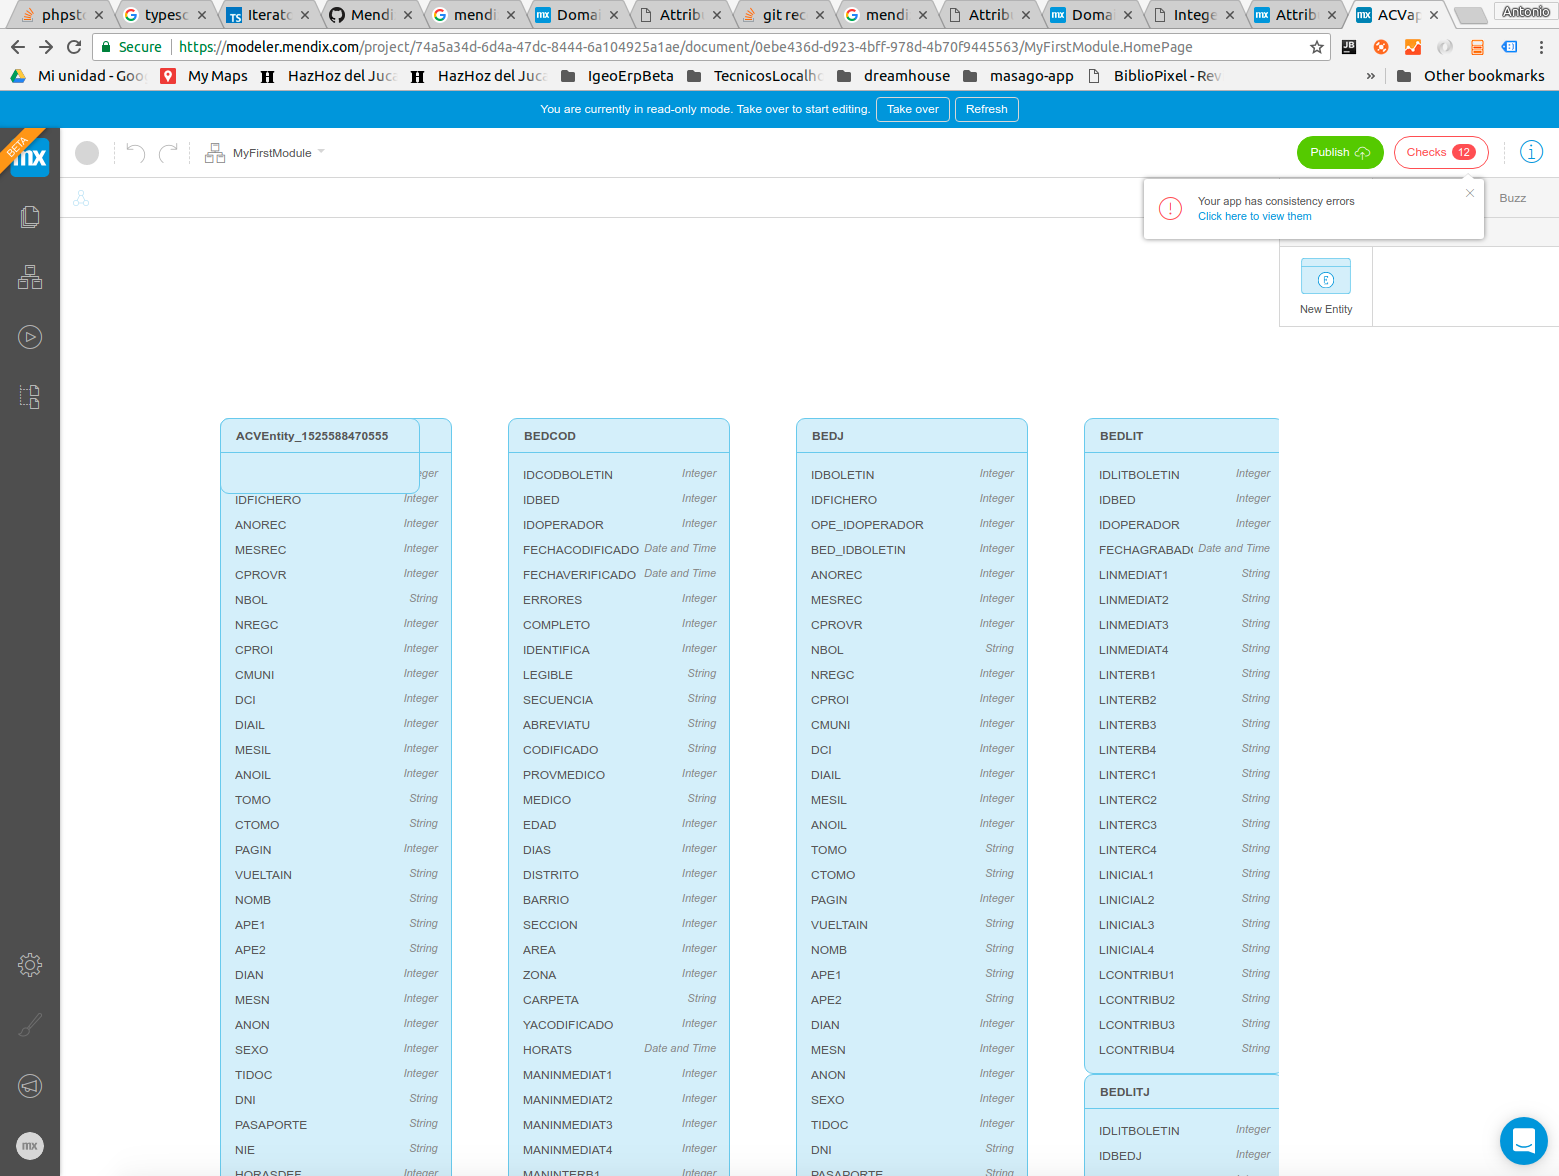 phpsto
typesc
Iterato
Mendi
mendi
Domai
Attribu
git rec
mendi
Attribu
Domai
Intege
Attrib
ACVap
Antonio
Secure
https://modeler.mendix.com/project/74a5a34d-6d4a-47dc-8444-6a104925a1ae/document/0ebe436d-d923-4bff-978d-4b70f9445563/MyFirstModule.HomePage
Mi unidad - Goo
My Maps
HazHoz del Juca
HazHoz del Juca
IgeoErpBeta
TecnicosLocalho
dreamhouse
masago-app
BiblioPixel - Rev
»
Other bookmarks
You are currently in read-only mode. Take over to start editing.
Take over
Refresh
BETA
mx
MyFirstModule
Publish
Checks 12
Your app has consistency errors
Click here to view them
Buzz
New Entity
ACVEntity_1525588470555
eger
IDFICHERO Integer
ANOREC Integer
MESREC Integer
CPROVR Integer
NBOL String
NREGC Integer
CPROI Integer
CMUNI Integer
DCI Integer
DIAIL Integer
MESIL Integer
ANOIL Integer
TOMO String
CTOMO String
PAGIN Integer
VUELTAIN String
NOMB String
APE1 String
APE2 String
DIAN Integer
MESN Integer
ANON Integer
SEXO Integer
TIDOC Integer
DNI String
PASAPORTE String
NIE String
HORASDEF Integer
BEDCOD
IDCODBOLETIN Integer
IDBED Integer
IDOPERADOR Integer
FECHACODIFICADO Date and Time
FECHAVERIFICADO Date and Time
ERRORES Integer
COMPLETO Integer
IDENTIFICA Integer
LEGIBLE String
SECUENCIA String
ABREVIATU String
CODIFICADO String
PROVMEDICO Integer
MEDICO String
EDAD Integer
DIAS Integer
DISTRITO Integer
BARRIO Integer
SECCION Integer
AREA Integer
ZONA Integer
CARPETA String
YACODIFICADO Integer
HORATS Date and Time
MANINMEDIAT1 Integer
MANINMEDIAT2 Integer
MANINMEDIAT3 Integer
MANINMEDIAT4 Integer
MANINTERB1 Integer
BEDJ
IDBOLETIN Integer
IDFICHERO Integer
OPE_IDOPERADOR Integer
BED_IDBOLETIN Integer
ANOREC Integer
MESREC Integer
CPROVR Integer
NBOL String
NREGC Integer
CPROI Integer
CMUNI Integer
DCI Integer
DIAIL Integer
MESIL Integer
ANOIL Integer
TOMO String
CTOMO String
PAGIN Integer
VUELTAIN String
NOMB String
APE1 String
APE2 String
DIAN Integer
MESN Integer
ANON Integer
SEXO Integer
TIDOC Integer
DNI String
PASAPORTE String
BEDLIT
IDLITBOLETIN Integer
IDBED Integer
IDOPERADOR Integer
FECHAGRABADO Date and Time
LINMEDIAT1 String
LINMEDIAT2 String
LINMEDIAT3 String
LINMEDIAT4 String
LINTERB1 String
LINTERB2 String
LINTERB3 String
LINTERB4 String
LINTERC1 String
LINTERC2 String
LINTERC3 String
LINTERC4 String
LINICIAL1 String
LINICIAL2 String
LINICIAL3 String
LINICIAL4 String
LCONTRIBU1 String
LCONTRIBU2 String
LCONTRIBU3 String
LCONTRIBU4 String
BEDLITJ
IDLITBOLETIN Integer
IDBEDJ Integer
mx